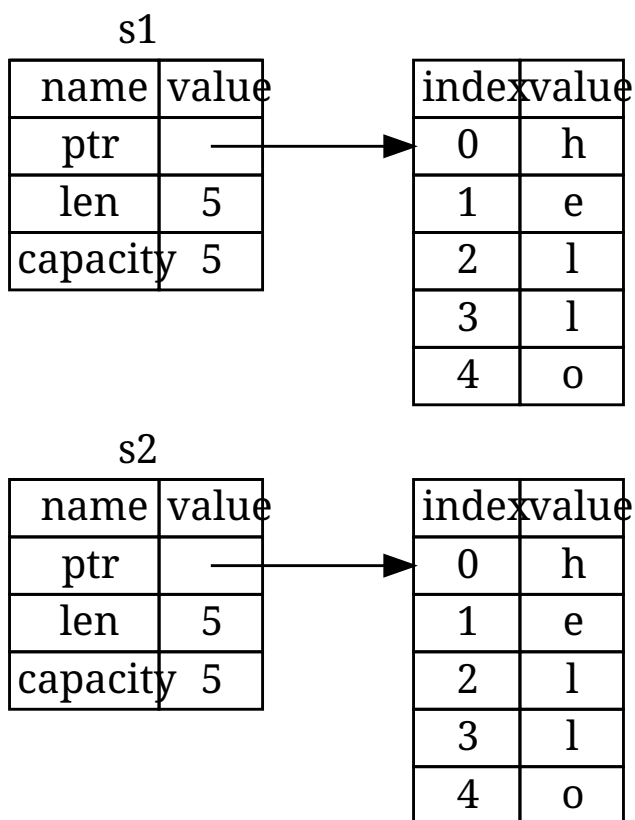 s1
name value
ptr
len 5
capacity 5
index value
0 h
1 e
2 l
3 l
4 o
s2
name value
ptr
len 5
capacity 5
index value
0 h
1 e
2 l
3 l
4 o